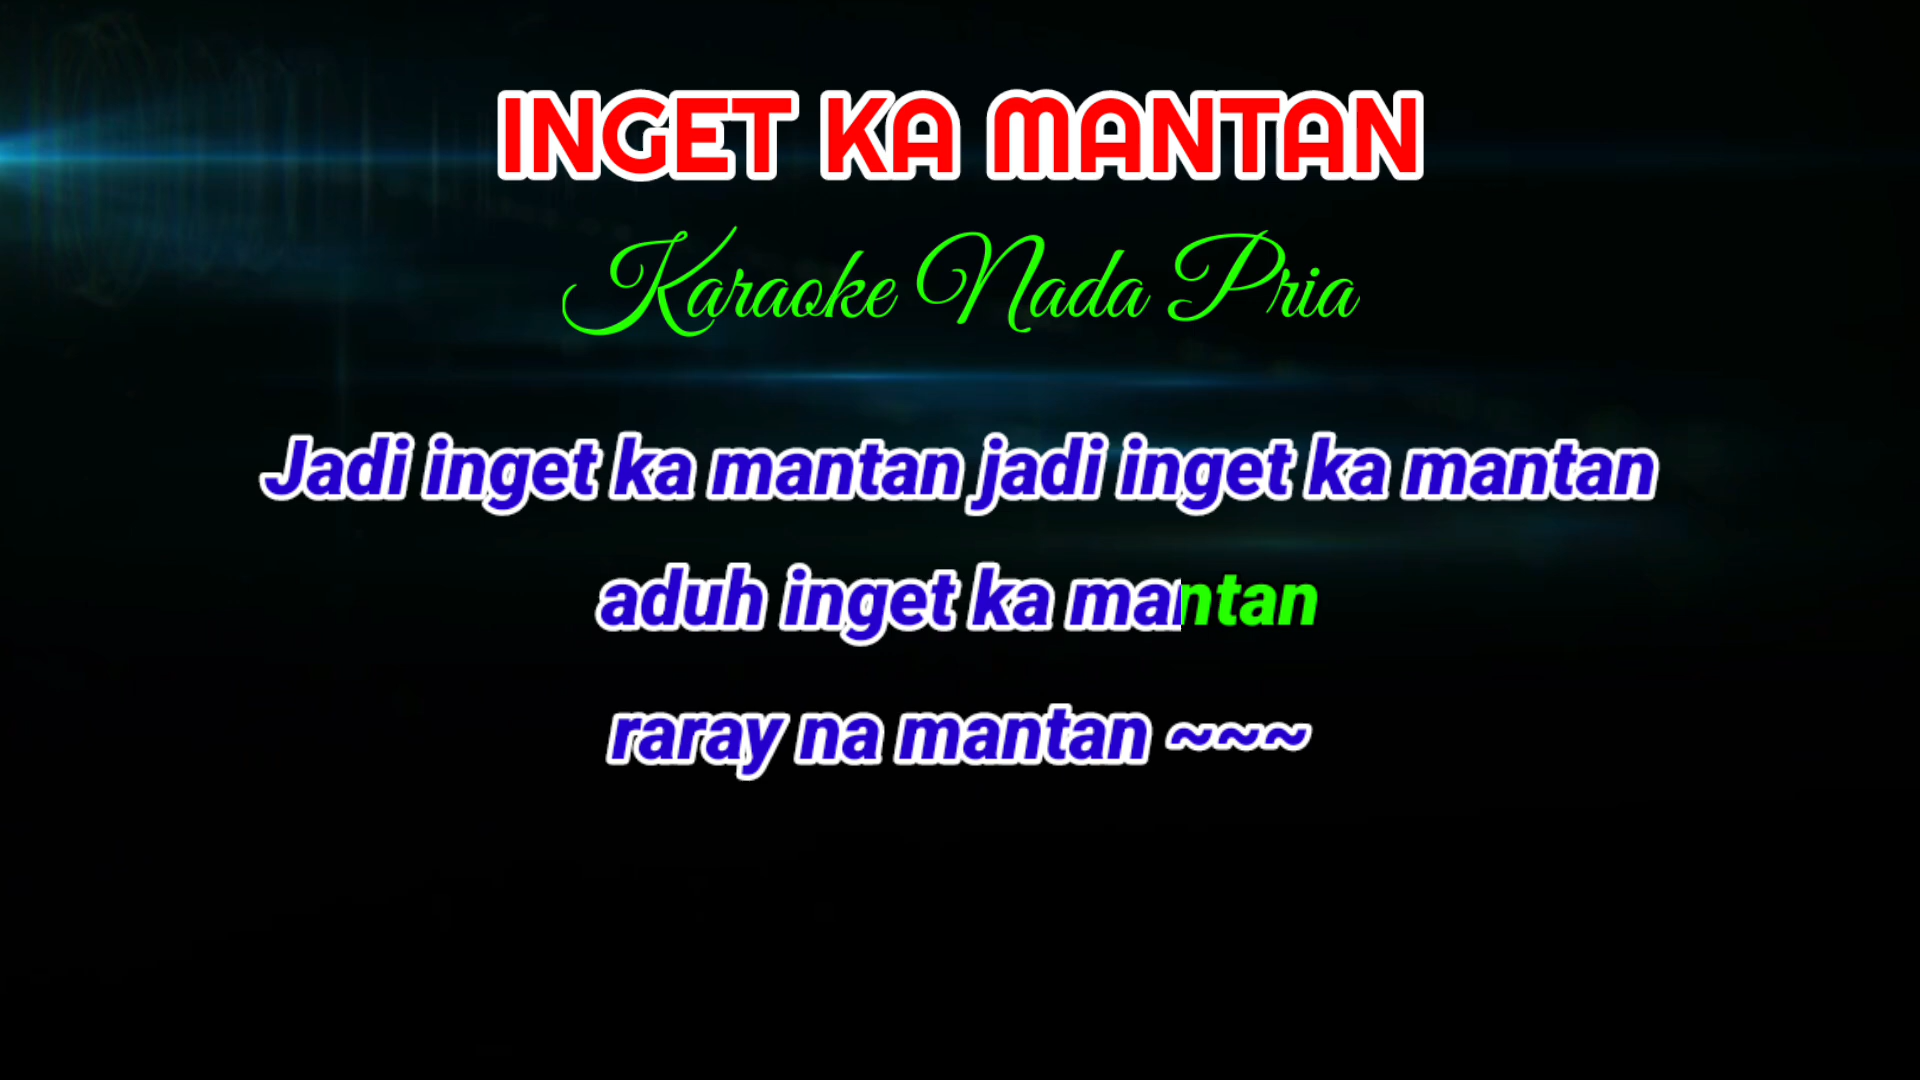 INGET KA MANTAN
Karaoke Nada Pria
Jadi inget ka mantan jadi inget ka mantan
aduh inget ka mantan
raray na mantan ~~~